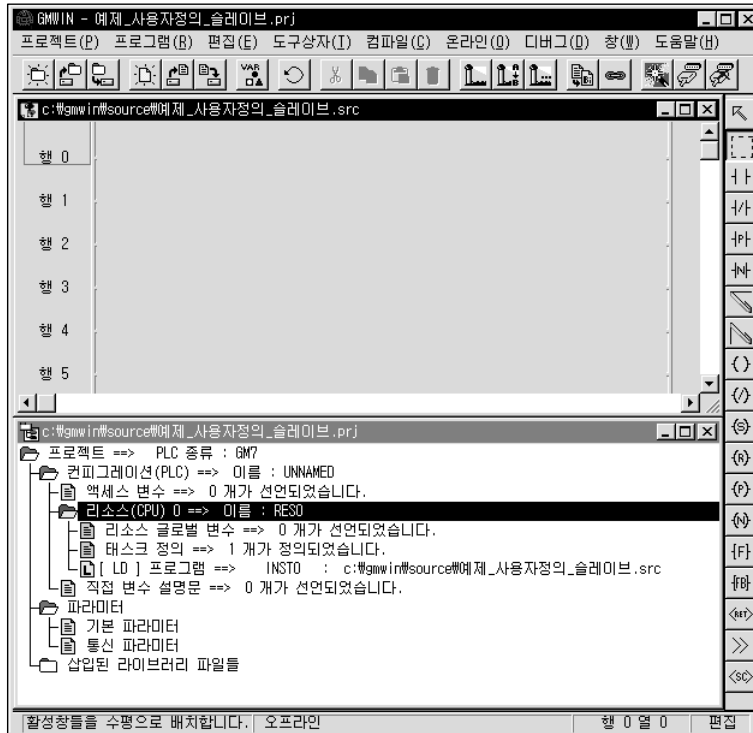 GMWIN - 예제_사용자정의_슬레이브.prj
프로젝트(P) 프로그램(R) 편집(E) 도구상자(T) 컴파일(C) 온라인(O) 디버그(D) 창(W) 도움말(H)
c:₩gmwin₩source₩예제_사용자정의_슬레이브.src
행 0
행 1
행 2
행 3
행 4
행 5
c:₩gmwin₩source₩예제_사용자정의_슬레이브.prj
프로젝트 ==> PLC 종류 : GM7
컨피그레이션(PLC) ==> 이름 : UNNAMED
액세스 변수 ==> 0 개가 선언되었습니다.
리소스(CPU) 0 ==> 이름 : RES0
리소스 글로벌 변수 ==> 0 개가 선언되었습니다.
태스크 정의 ==> 1 개가 정의되었습니다.
[ LD ] 프로그램 ==> INST0 : c:₩gmwin₩source₩예제_사용자정의_슬레이브.src
직접 변수 설명문 ==> 0 개가 선언되었습니다.
파라미터
기본 파라미터
통신 파라미터
삽입된 라이브러리 파일들
VAR
P
N
(S)
(R)
(P)
(N)
{F}
{FB}
<RET>
<SC>
활성창들을 수평으로 배치합니다. 오프라인 행 0 열 0 편집